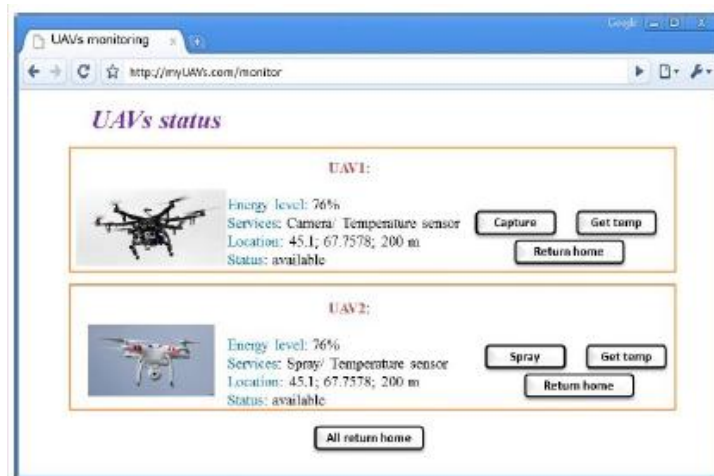 Google
UAVs monitoring
http://myUAVs.com/monitor
UAVs status
UAV1:
Energy level: 76%
Services: Camera/ Temperature sensor
Location: 45.1; 67.7578; 200 m
Status: available
Capture
Get temp
Return home
UAV2:
Energy level: 76%
Services: Spray/ Temperature sensor
Location: 45.1; 67.7578; 200 m
Status: available
Spray
Get temp
Return home
All return home